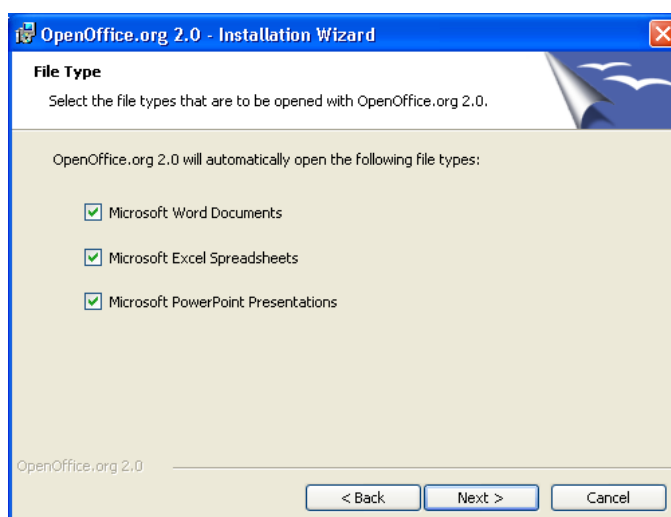 OpenOffice.org 2.0 - Installation Wizard
File Type
Select the file types that are to be opened with OpenOffice.org 2.0.
OpenOffice.org 2.0 will automatically open the following file types:
Microsoft Word Documents
Microsoft Excel Spreadsheets
Microsoft PowerPoint Presentations
OpenOffice.org 2.0
< Back Next > Cancel